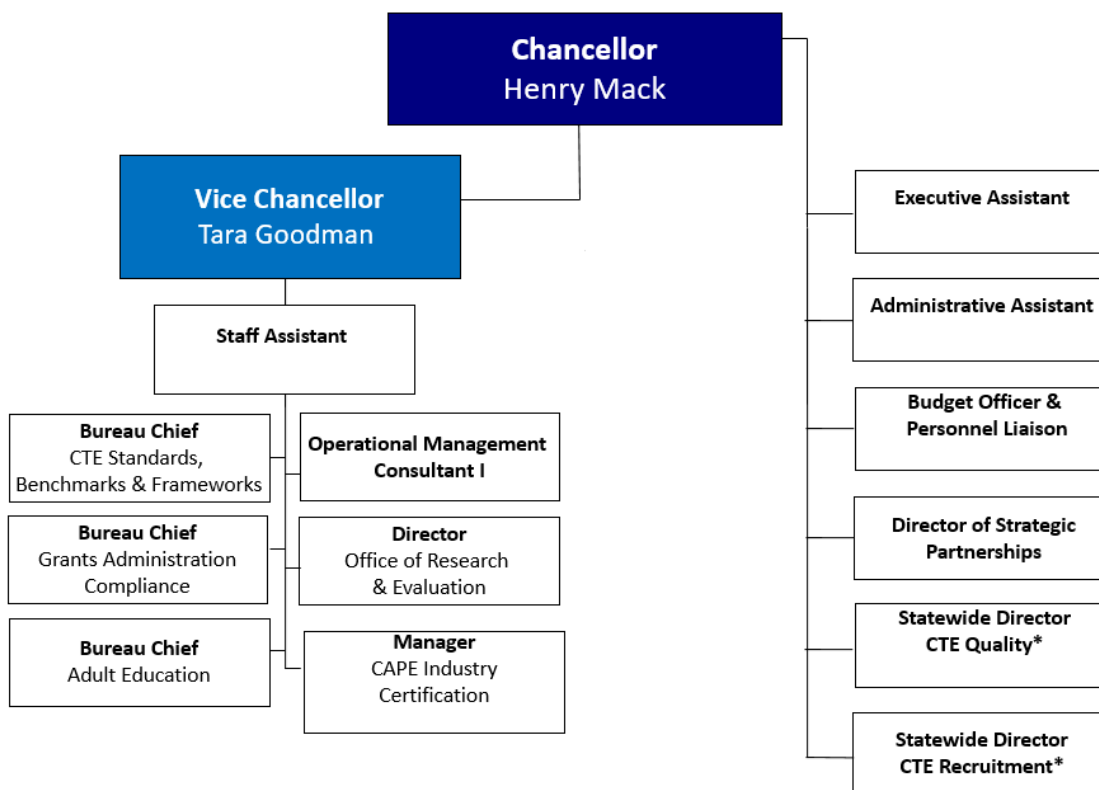 Chancellor
Henry Mack
Vice Chancellor
Tara Goodman
Staff Assistant
Bureau Chief
CTE Standards,
Benchmarks & Frameworks
Operational Management
Consultant I
Bureau Chief
Grants Administration
Compliance
Director
Office of Research
& Evaluation
Bureau Chief
Adult Education
Manager
CAPE Industry
Certification
Executive Assistant
Administrative Assistant
Budget Officer &
Personnel Liaison
Director of Strategic
Partnerships
Statewide Director
CTE Quality*
Statewide Director
CTE Recruitment*